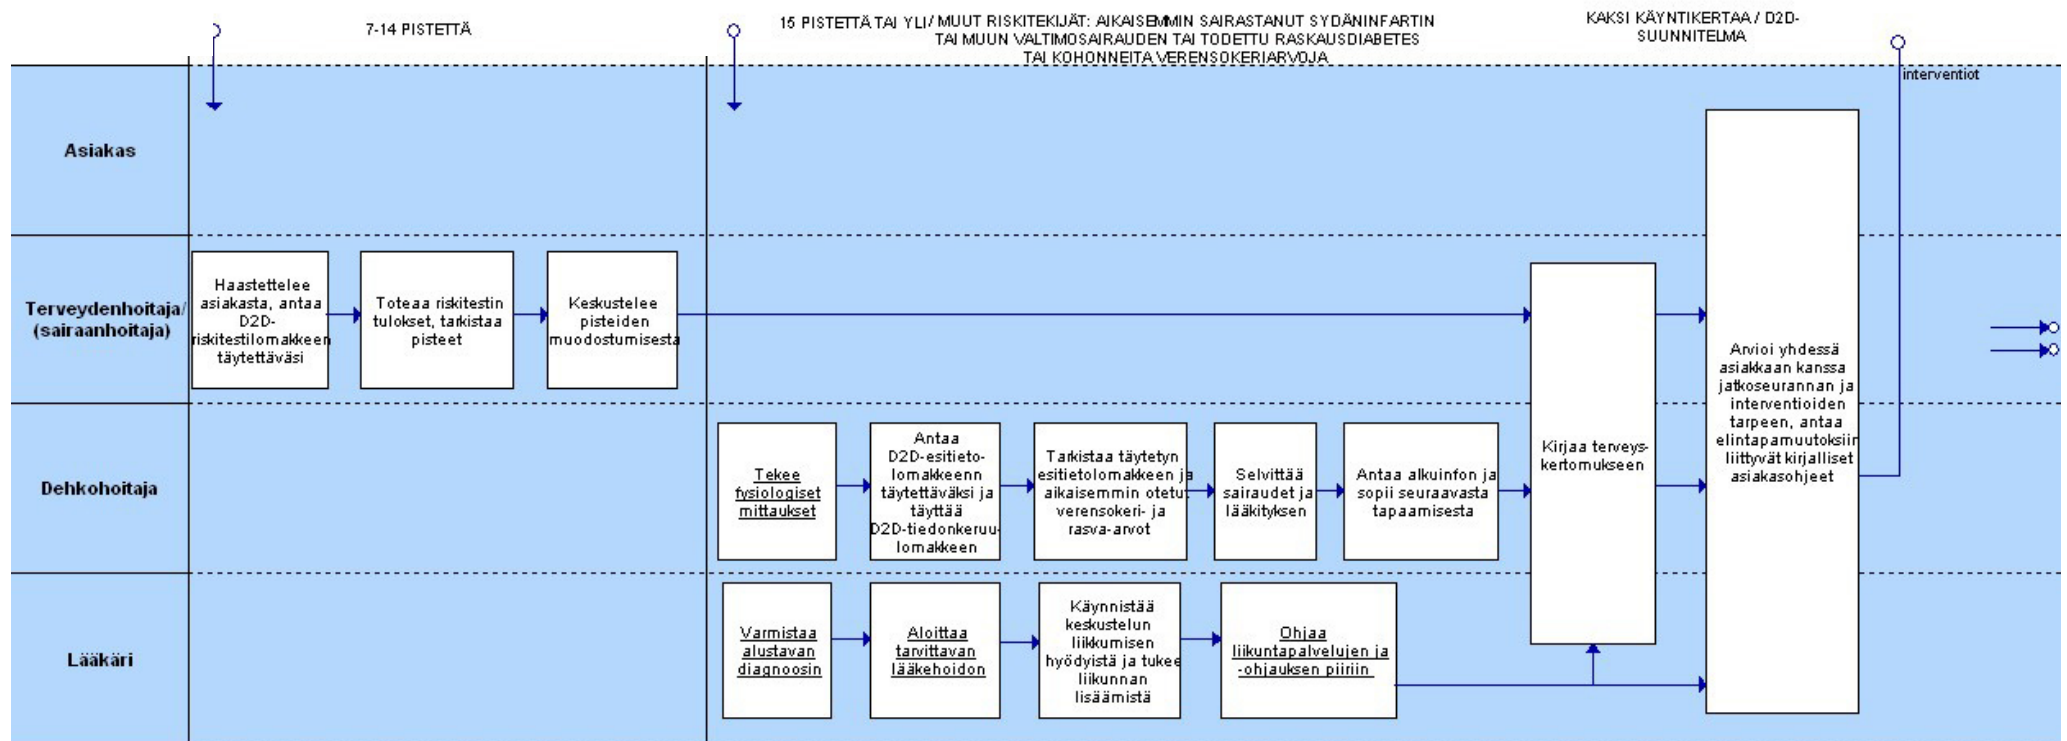 7-14 PISTETTÄ
15 PISTETTÄ TAI YLI/ MUUT RISKITEKIJÄT: AIKAISEMMIN SAIRASTANUT SYDÄNINFARTIN
TAI MUUN VALTIMOSAIRAUDEN TAI TODETTU RASKAUSDIABETES
TAI KOHONNEITA VERENSOKERIARVOJA
KAKSI KÄYNTIKERTAA / D2D-
SUUNNITELMA
interventiot
Asiakas
Terveydenhoitaja/
(sairaanhoitaja)
Haastettelee
asiakasta, antaa
D2D-
riskitestilomakkeen
täytettäväsi
Toteaa riskitestin
tulokset, tarkistaa
pisteet
Keskustelee
pisteiden
muodostumisesta
Dehkohoitaja
Tekee
fysiologiset
mittaukset
Antaa
D2D-esitieto-
lomakkeenn
täytettäväksi ja
täyttää
D2D-tiedonkeruu-
lomakkeen
Tarkistaa täytetyn
esitietolomakkeen ja
aikaisemmin otetut
verensokeri- ja
rasva-arvot
Selvittää
sairaudet ja
lääkityksen
Antaa alkuinfon ja
sopii seuraavasta
tapaamisesta
Kirjaa terveys-
kertomukseen
Arvioi yhdessä
asiakkaan kanssa
jatkoseurannan ja
interventioiden
tarpeen, antaa
elintapamuutoksiin
liittyvät kirjalliset
asiakasohjeet
Lääkäri
Varmistaa
alustavan
diagnoosin
Aloittaa
tarvittavan
lääkehoidon
Käynnistää
keskustelun
liikkumisen
hyödyistä ja tukee
liikunnan
lisäämistä
Ohjaa
liikuntapalvelujen ja
-ohjauksen piiriin